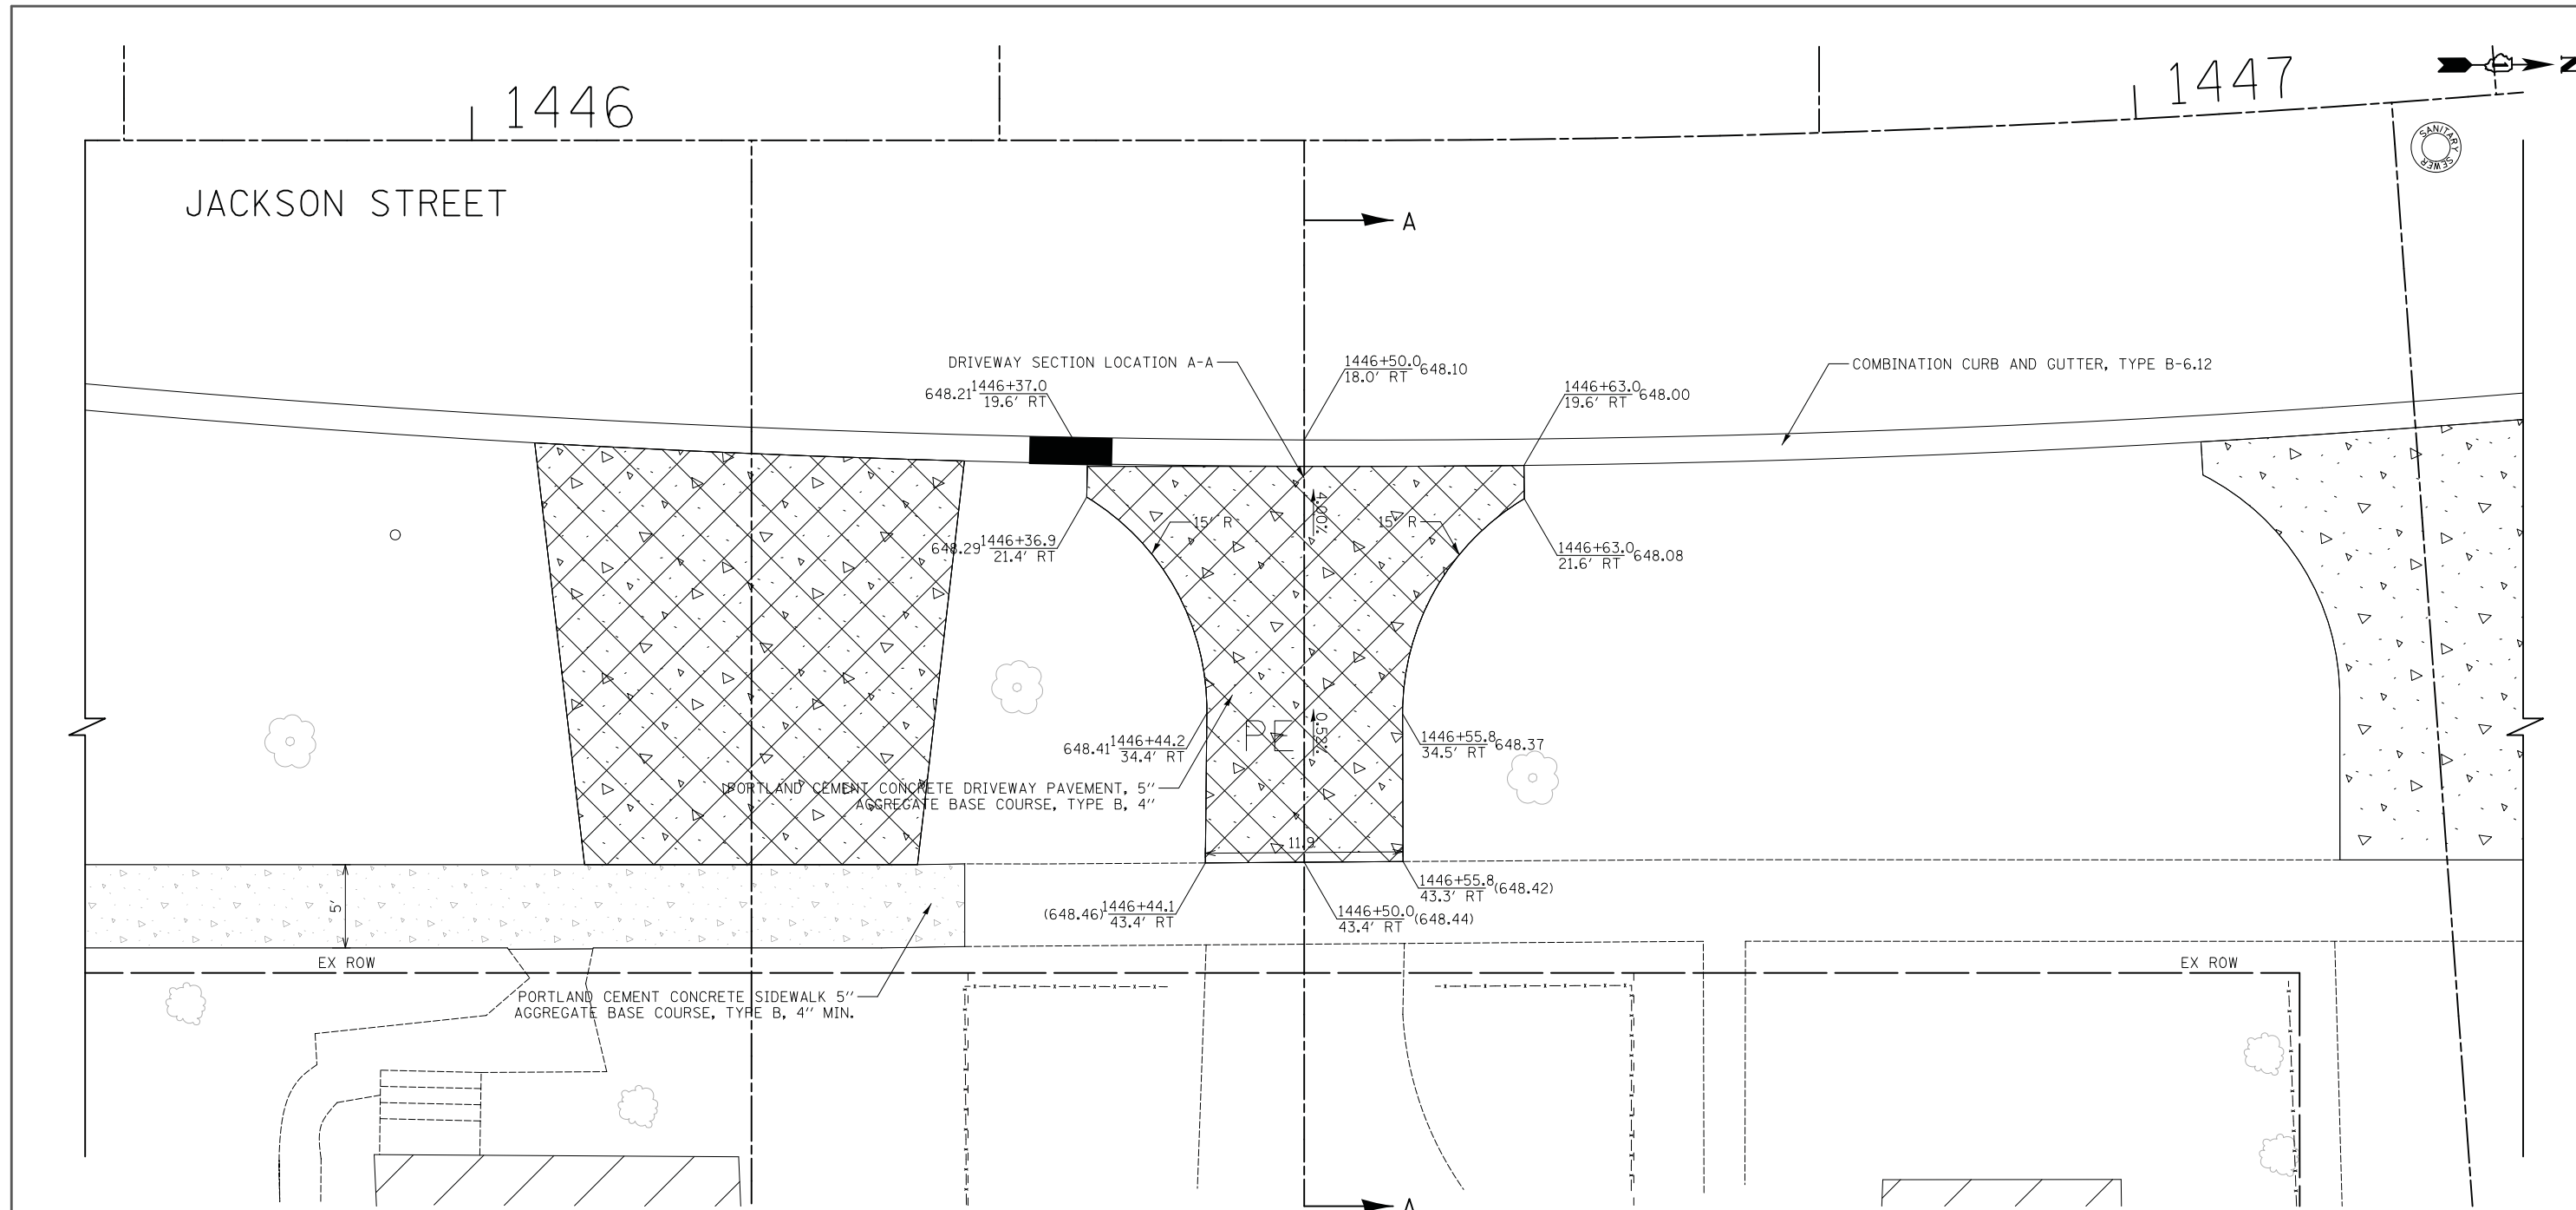 1446
1447
N
SANITARY SEWER
JACKSON STREET
A
DRIVEWAY SECTION LOCATION A-A
1446+50.0
18.0' RT
648.10
COMBINATION CURB AND GUTTER, TYPE B-6.12
648.21
1446+37.0
19.6' RT
1446+63.0
19.6' RT
648.00
4.00%
15' R
15' R
648.29
1446+36.9
21.4' RT
1446+63.0
21.6' RT
648.08
PE
0.52%
648.41
1446+44.2
34.4' RT
1446+55.8
34.5' RT
648.37
PORTLAND CEMENT CONCRETE DRIVEWAY PAVEMENT, 5"
AGGREGATE BASE COURSE, TYPE B, 4"
11.9'
5'
(648.46)
1446+44.1
43.4' RT
1446+50.0
43.4' RT
(648.44)
1446+55.8
43.3' RT
(648.42)
EX ROW
EX ROW
PORTLAND CEMENT CONCRETE SIDEWALK 5"
AGGREGATE BASE COURSE, TYPE B, 4" MIN.
A